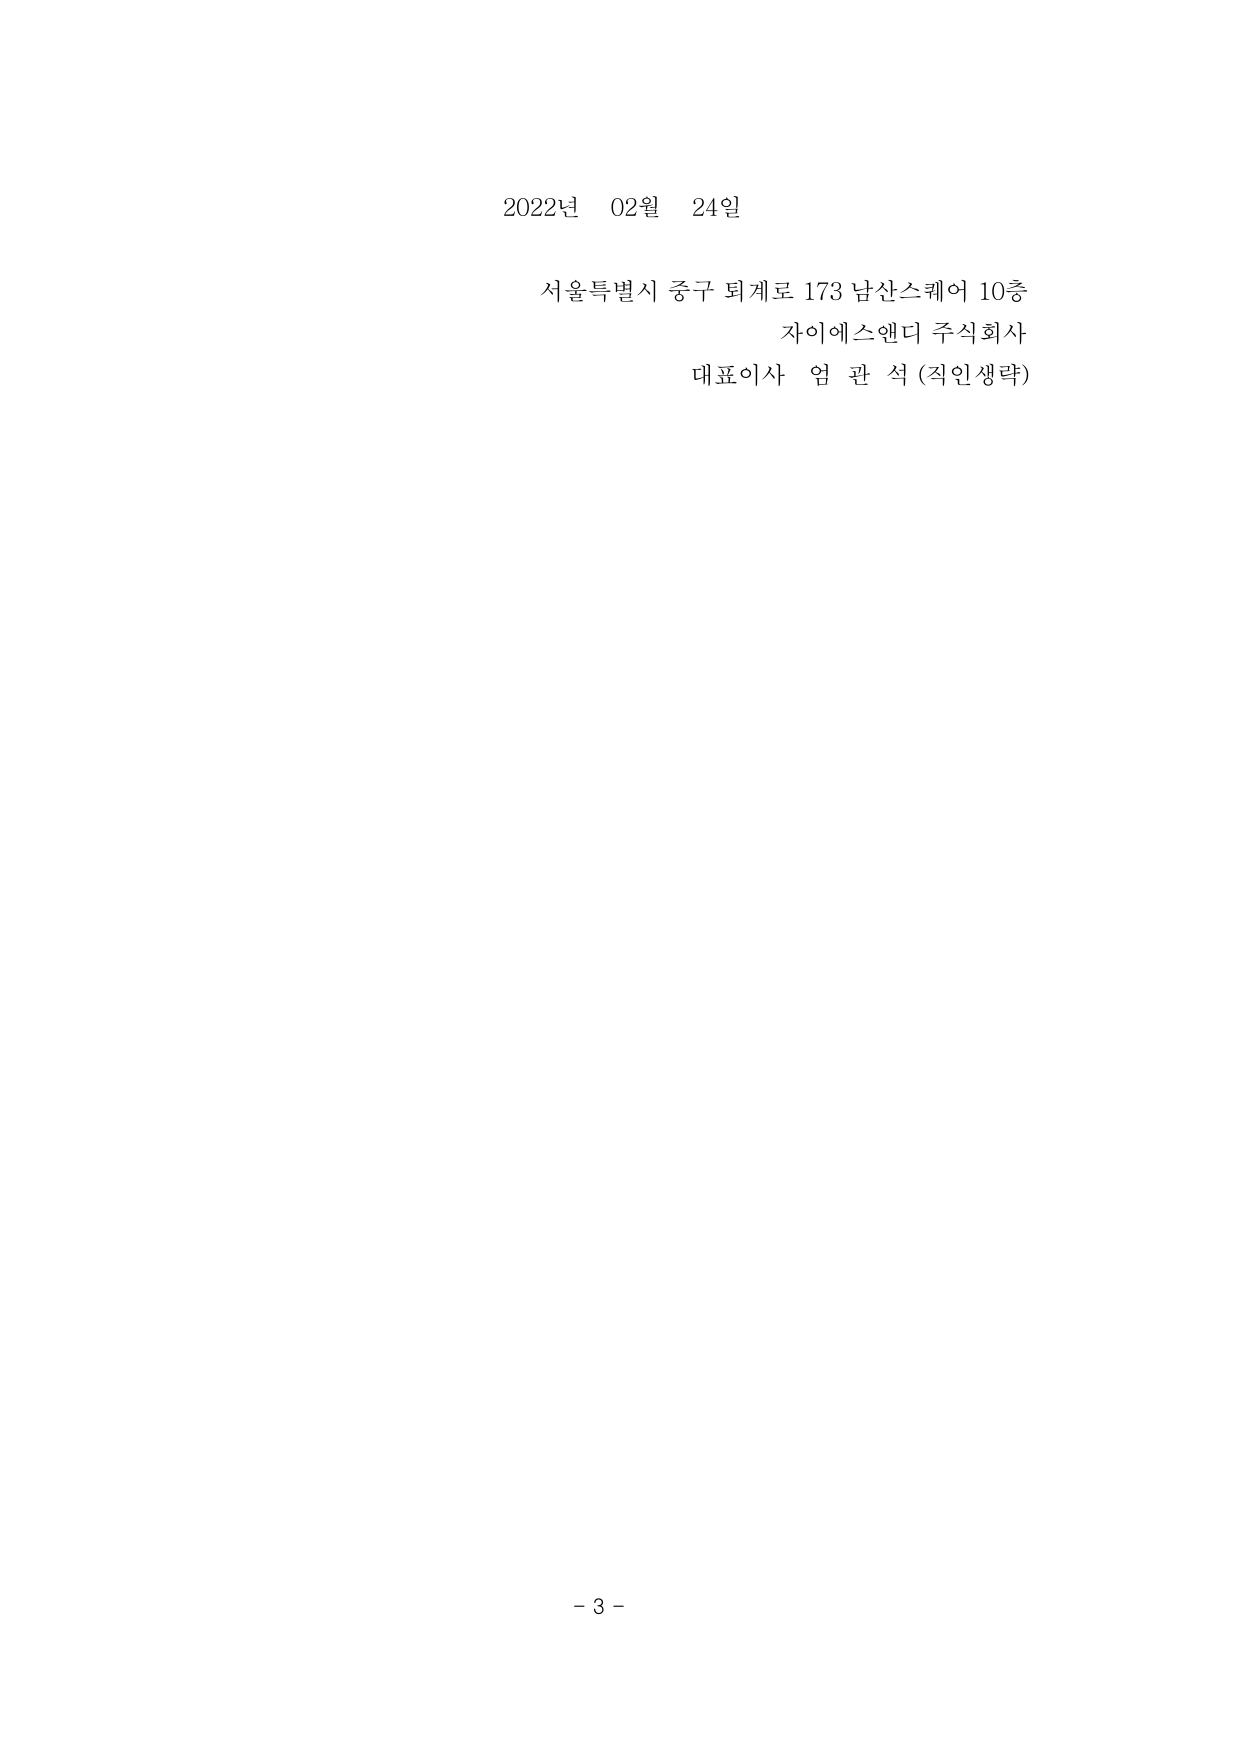 2022년 02월 24일
서울특별시 중구 퇴계로 173 남산스퀘어 10층
자이에스앤디 주식회사
대표이사 엄 관 석 (직인생략)
- 3 -